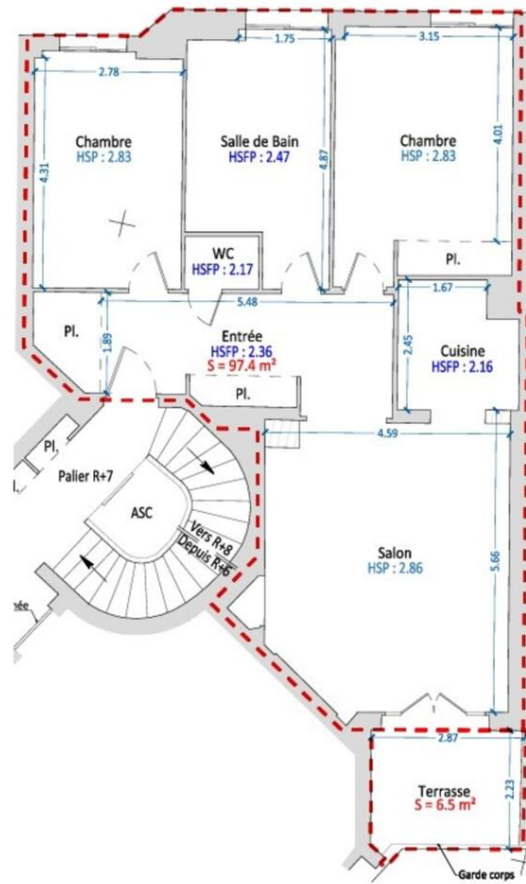 1.75
3.15
2.78
Chambre
HSP : 2.83
4.31
Salle de Bain
HSFP : 2.47
4.87
Chambre
HSP : 2.83
4.01
WC
HSFP : 2.17
Pl.
5.48
1.67
Pl.
1.89
Entrée
HSFP : 2.36
S = 97.4 m²
2.45
Cuisine
HSFP : 2.16
Pl.
4.59
Pl.
Palier R+7
ASC
Vers R+8
Depuis R+6
Salon
HSP : 2.86
5.66
2.87
Terrasse
S = 6.5 m²
2.23
Garde corps